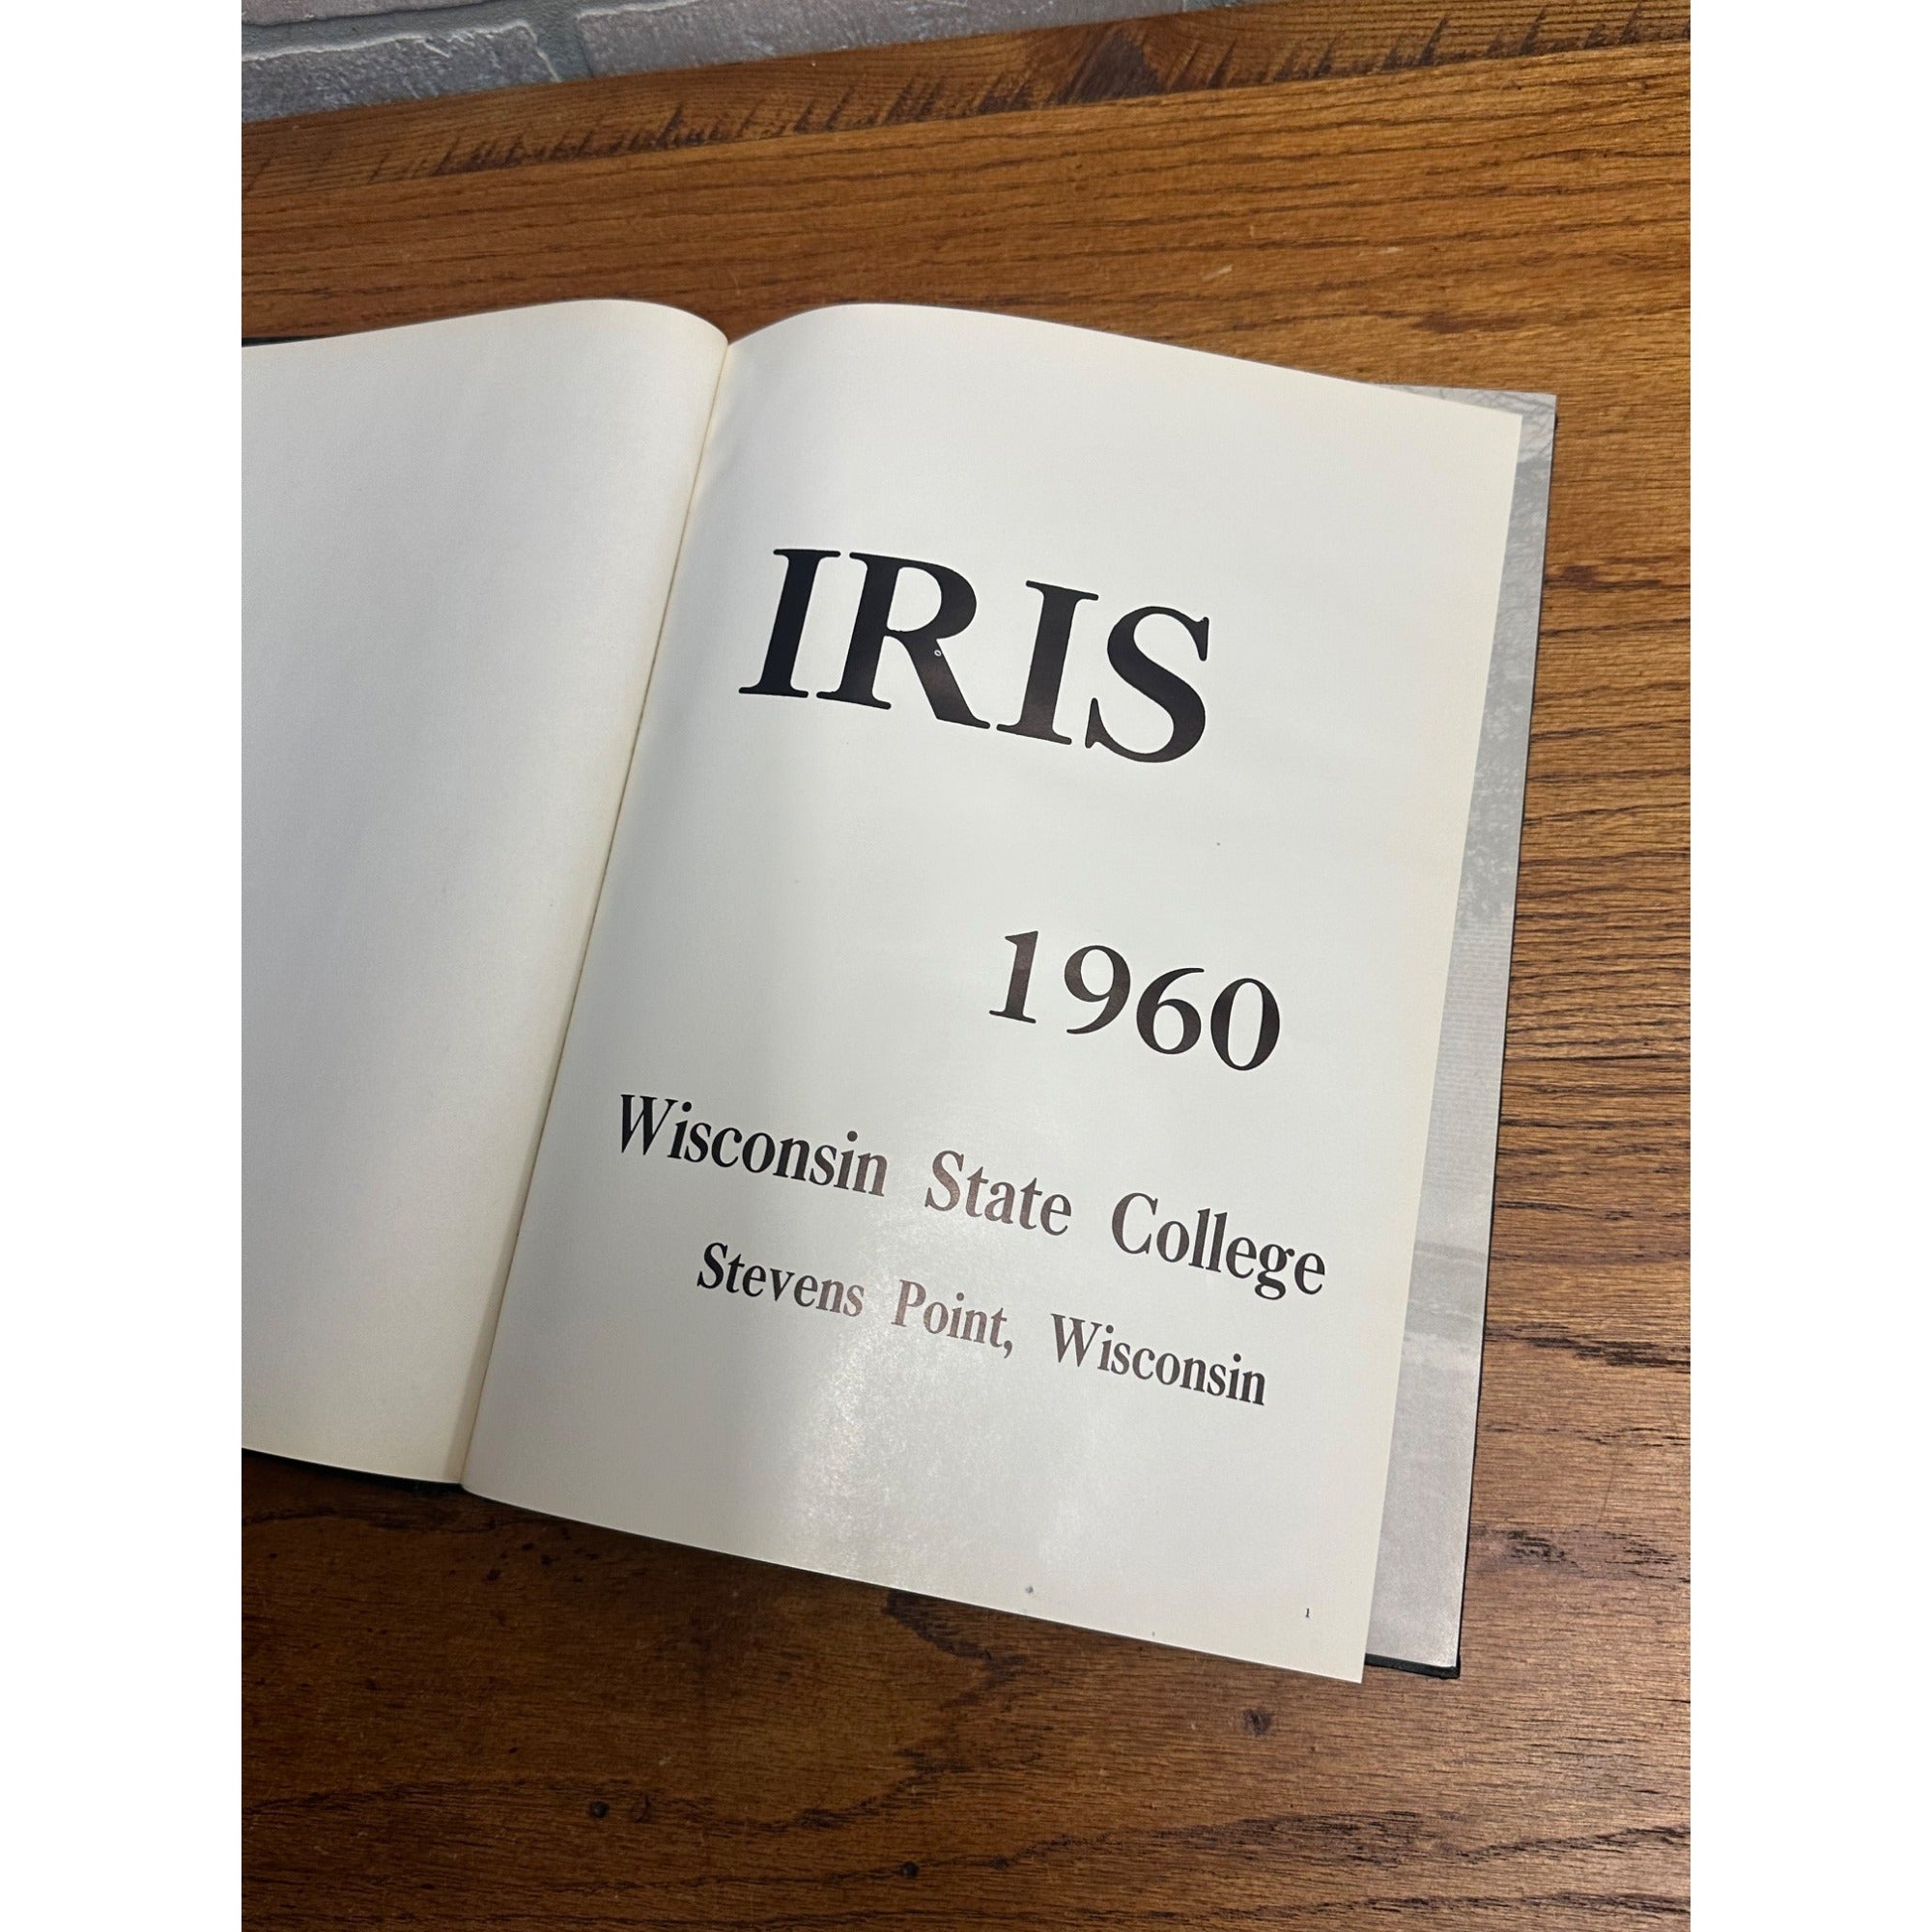 IRIS
1960
Wisconsin State College
Stevens Point, Wisconsin
1